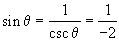 sin θ = 1/csc θ = 1/-2